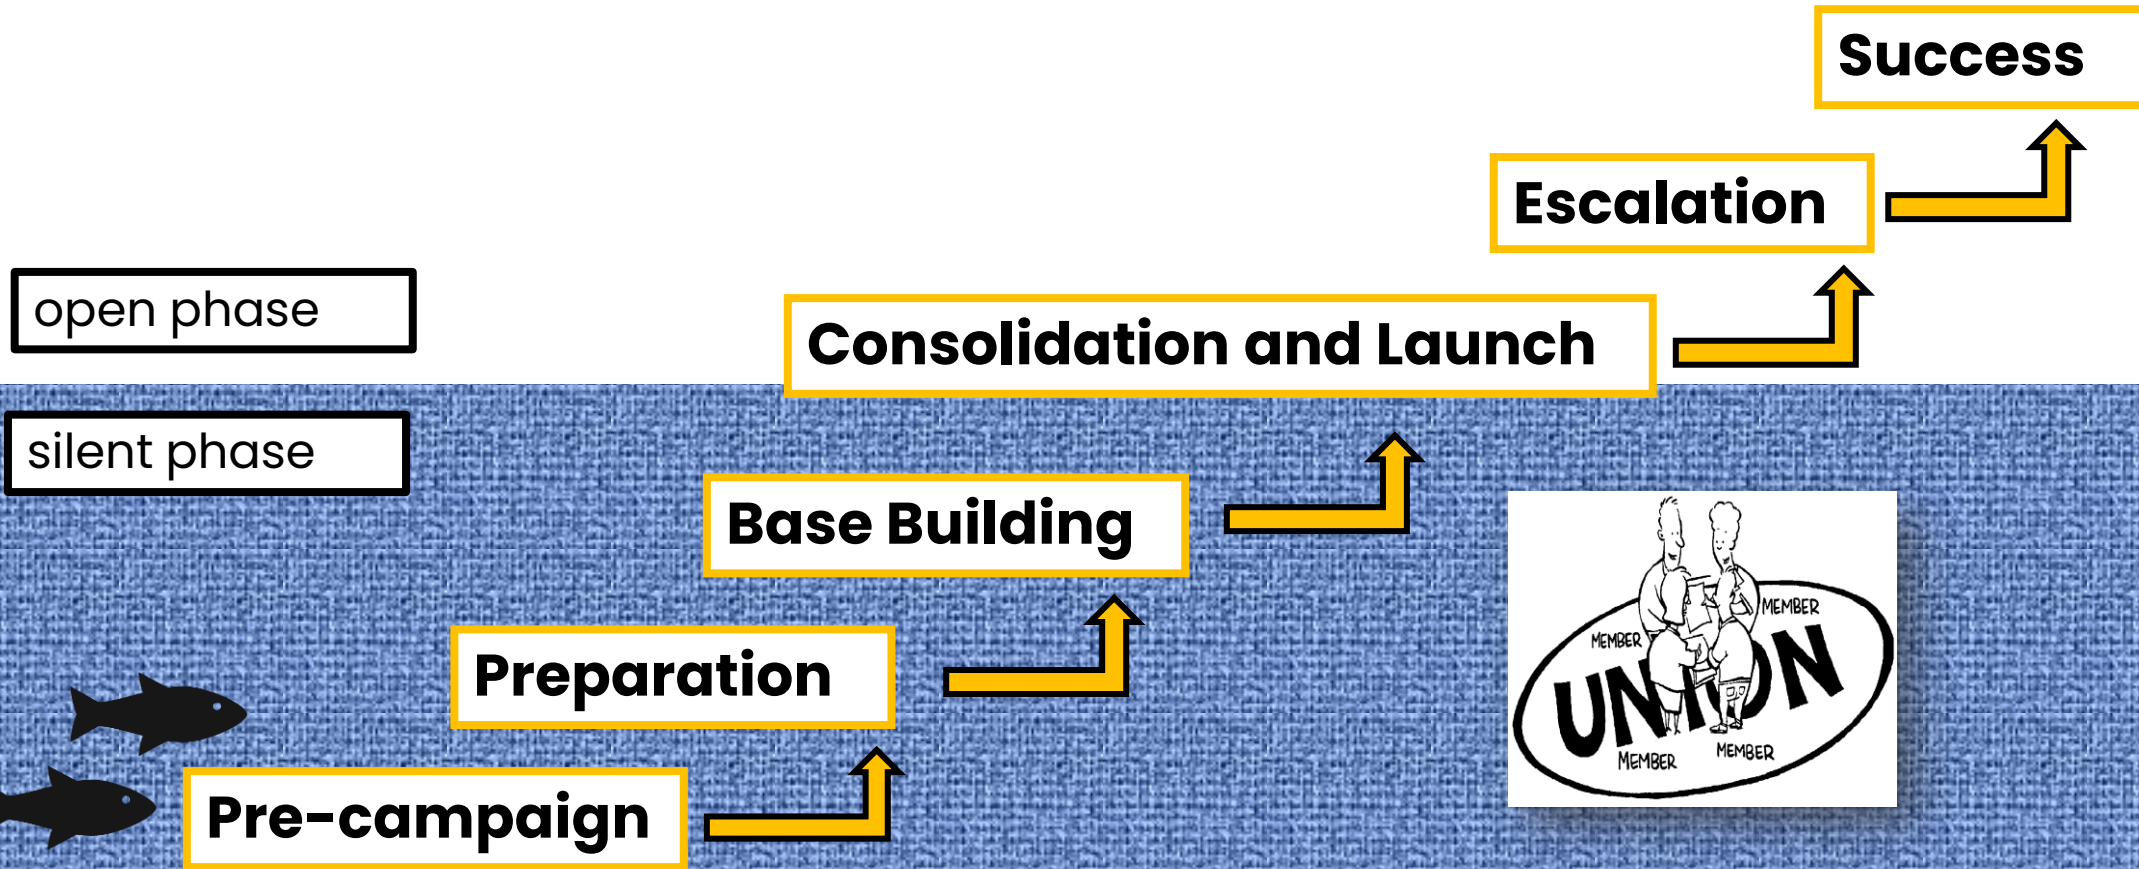 Success
Escalation
open phase
Consolidation and Launch
silent phase
Base Building
Preparation
Pre-campaign
MEMBER
MEMBER
UNION
MEMBER
MEMBER